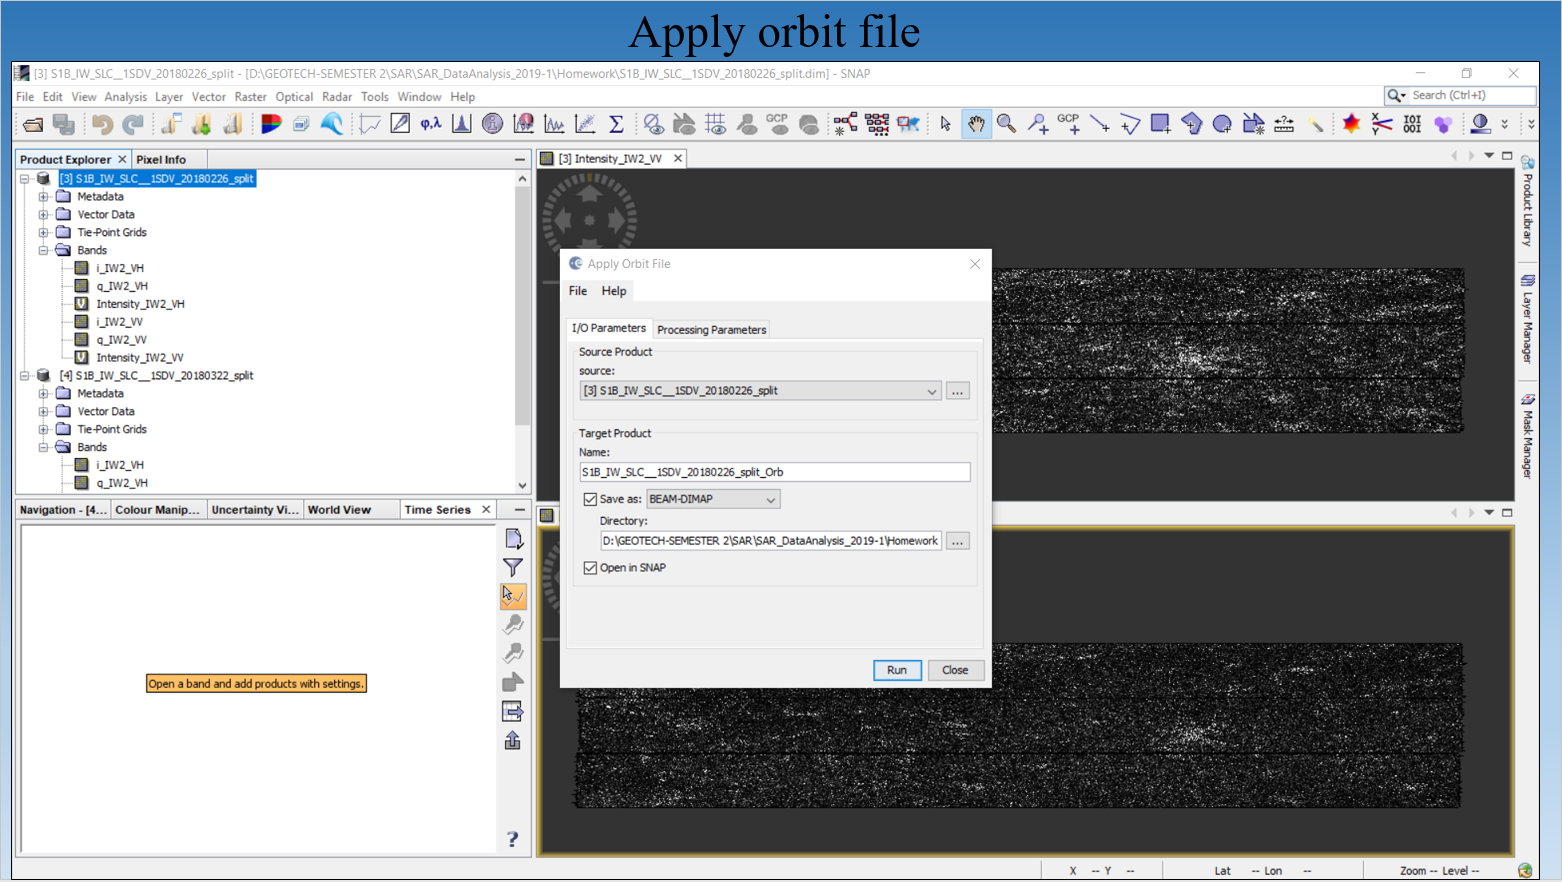 Apply orbit file
[3] S1B_IW_SLC__1SDV_20180226_split - [D:\GEOTECH-SEMESTER 2\SAR\SAR_DataAnalysis_2019-1\Homework\S1B_IW_SLC__1SDV_20180226_split.dim] - SNAP
File Edit View Analysis Layer Vector Raster Optical Radar Tools Window Help
Search (Ctrl+I)
φ,λ Σ GCP GCP
Product Explorer Pixel Info
[3] Intensity_IW2_VV
[3] S1B_IW_SLC__1SDV_20180226_split
Metadata
Vector Data
Tie-Point Grids
Bands
i_IW2_VH
q_IW2_VH
Intensity_IW2_VH
i_IW2_VV
q_IW2_VV
Intensity_IW2_VV
[4] S1B_IW_SLC__1SDV_20180322_split
Metadata
Vector Data
Tie-Point Grids
Bands
i_IW2_VH
q_IW2_VH
Navigation - [4... Colour Manip... Uncertainty Vi... World View Time Series
Open a band and add products with settings.
?
Apply Orbit File
File Help
I/O Parameters Processing Parameters
Source Product
source:
[3] S1B_IW_SLC__1SDV_20180226_split
...
Target Product
Name:
S1B_IW_SLC__1SDV_20180226_split_Orb
Save as: BEAM-DIMAP
Directory:
D:\GEOTECH-SEMESTER 2\SAR\SAR_DataAnalysis_2019-1\Homework
...
Open in SNAP
Run Close
Product Library
Layer Manager
Mask Manager
X -- Y -- Lat -- Lon -- Zoom -- Level --